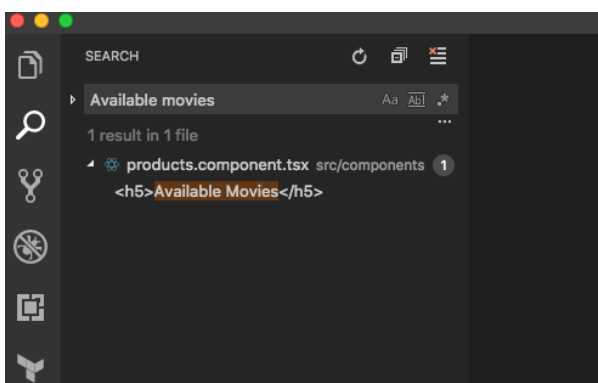 SEARCH
Available movies Aa Abl .*
...
1 result in 1 file
products.component.tsx src/components 1
<h5>Available Movies</h5>